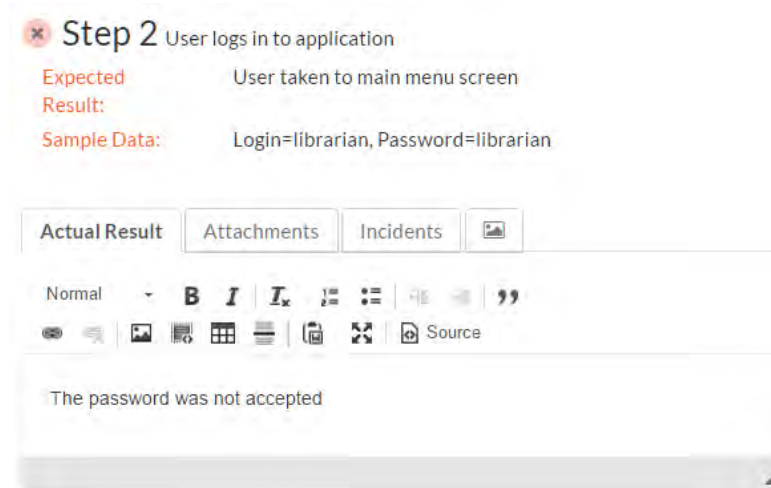 Step 2 User logs in to application
Expected Result: User taken to main menu screen
Sample Data: Login=librarian, Password=librarian
Actual Result Attachments Incidents
Normal B I Tx
Source
The password was not accepted